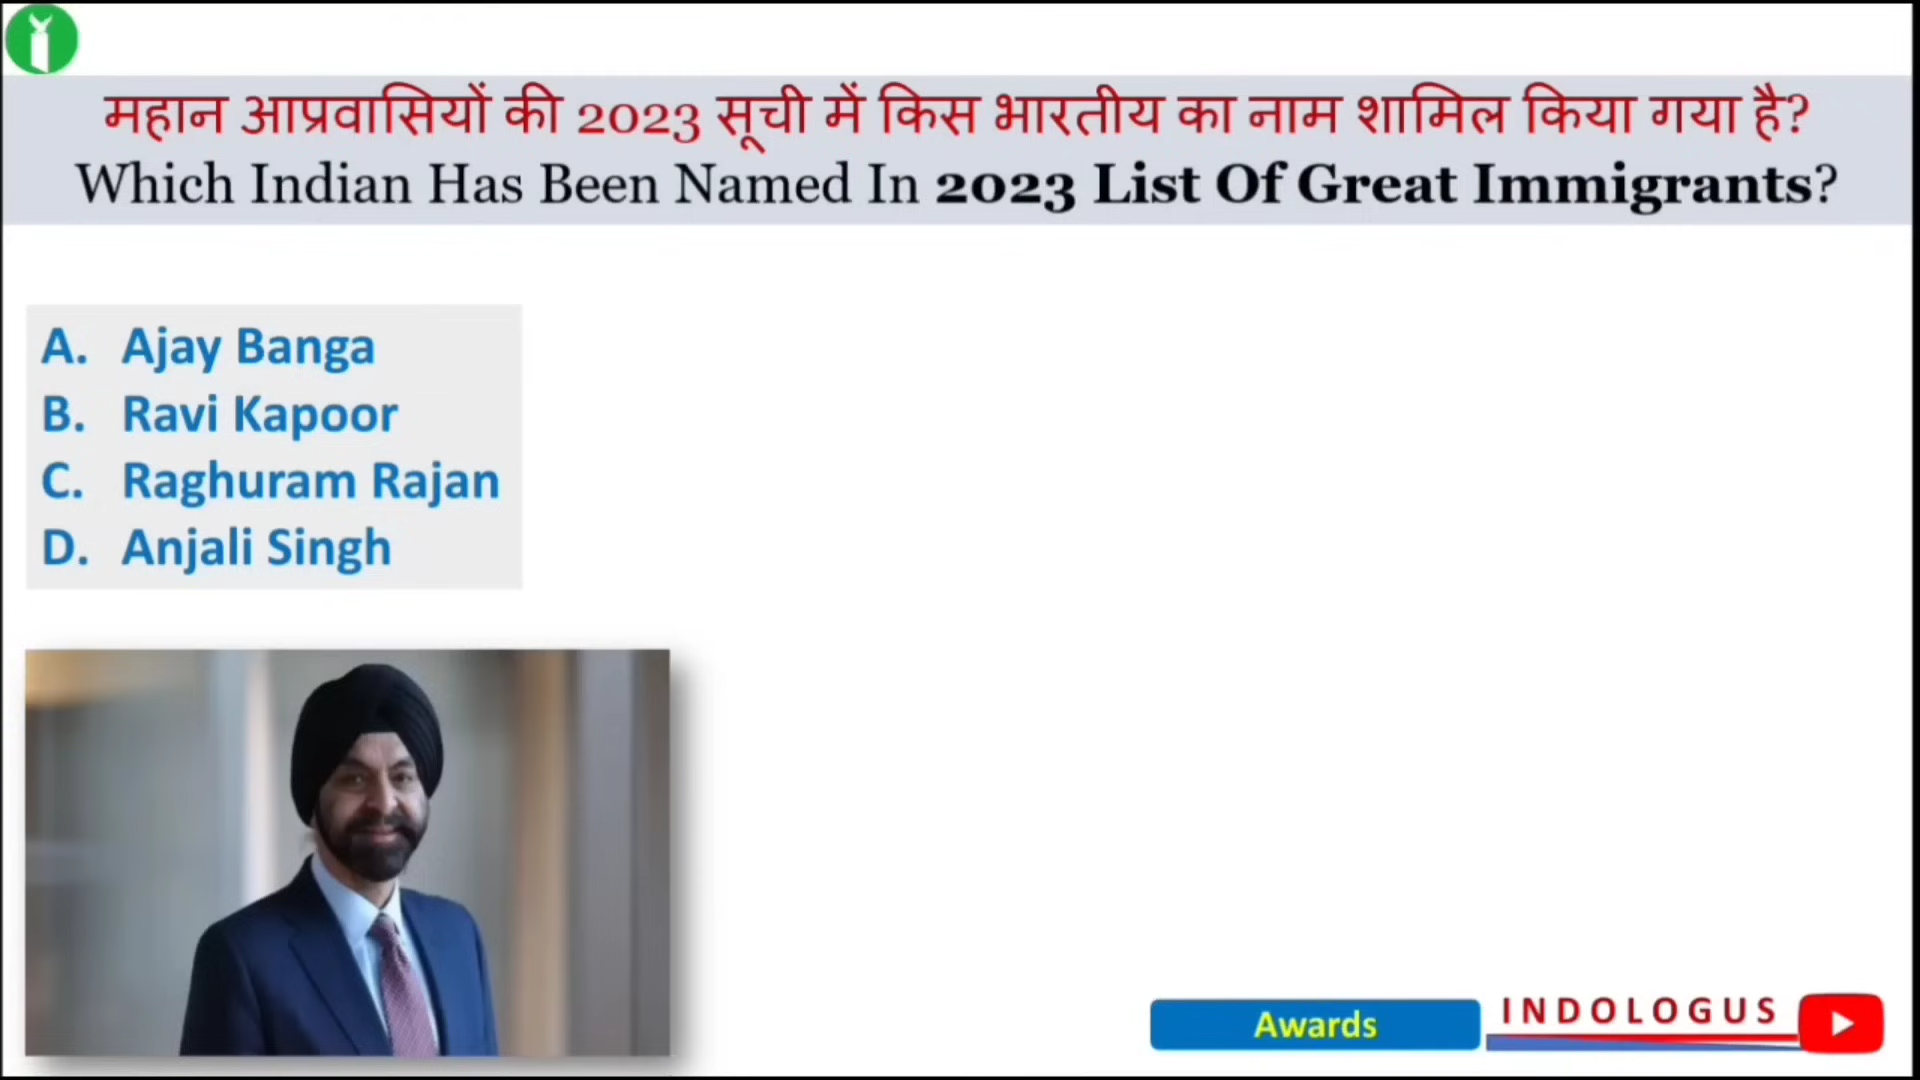 महान आप्रवासियों की 2023 सूची में किस भारतीय का नाम शामिल किया गया है?
Which Indian Has Been Named In 2023 List Of Great Immigrants?
A. Ajay Banga
B. Ravi Kapoor
C. Raghuram Rajan
D. Anjali Singh
Awards
INDOLOGUS